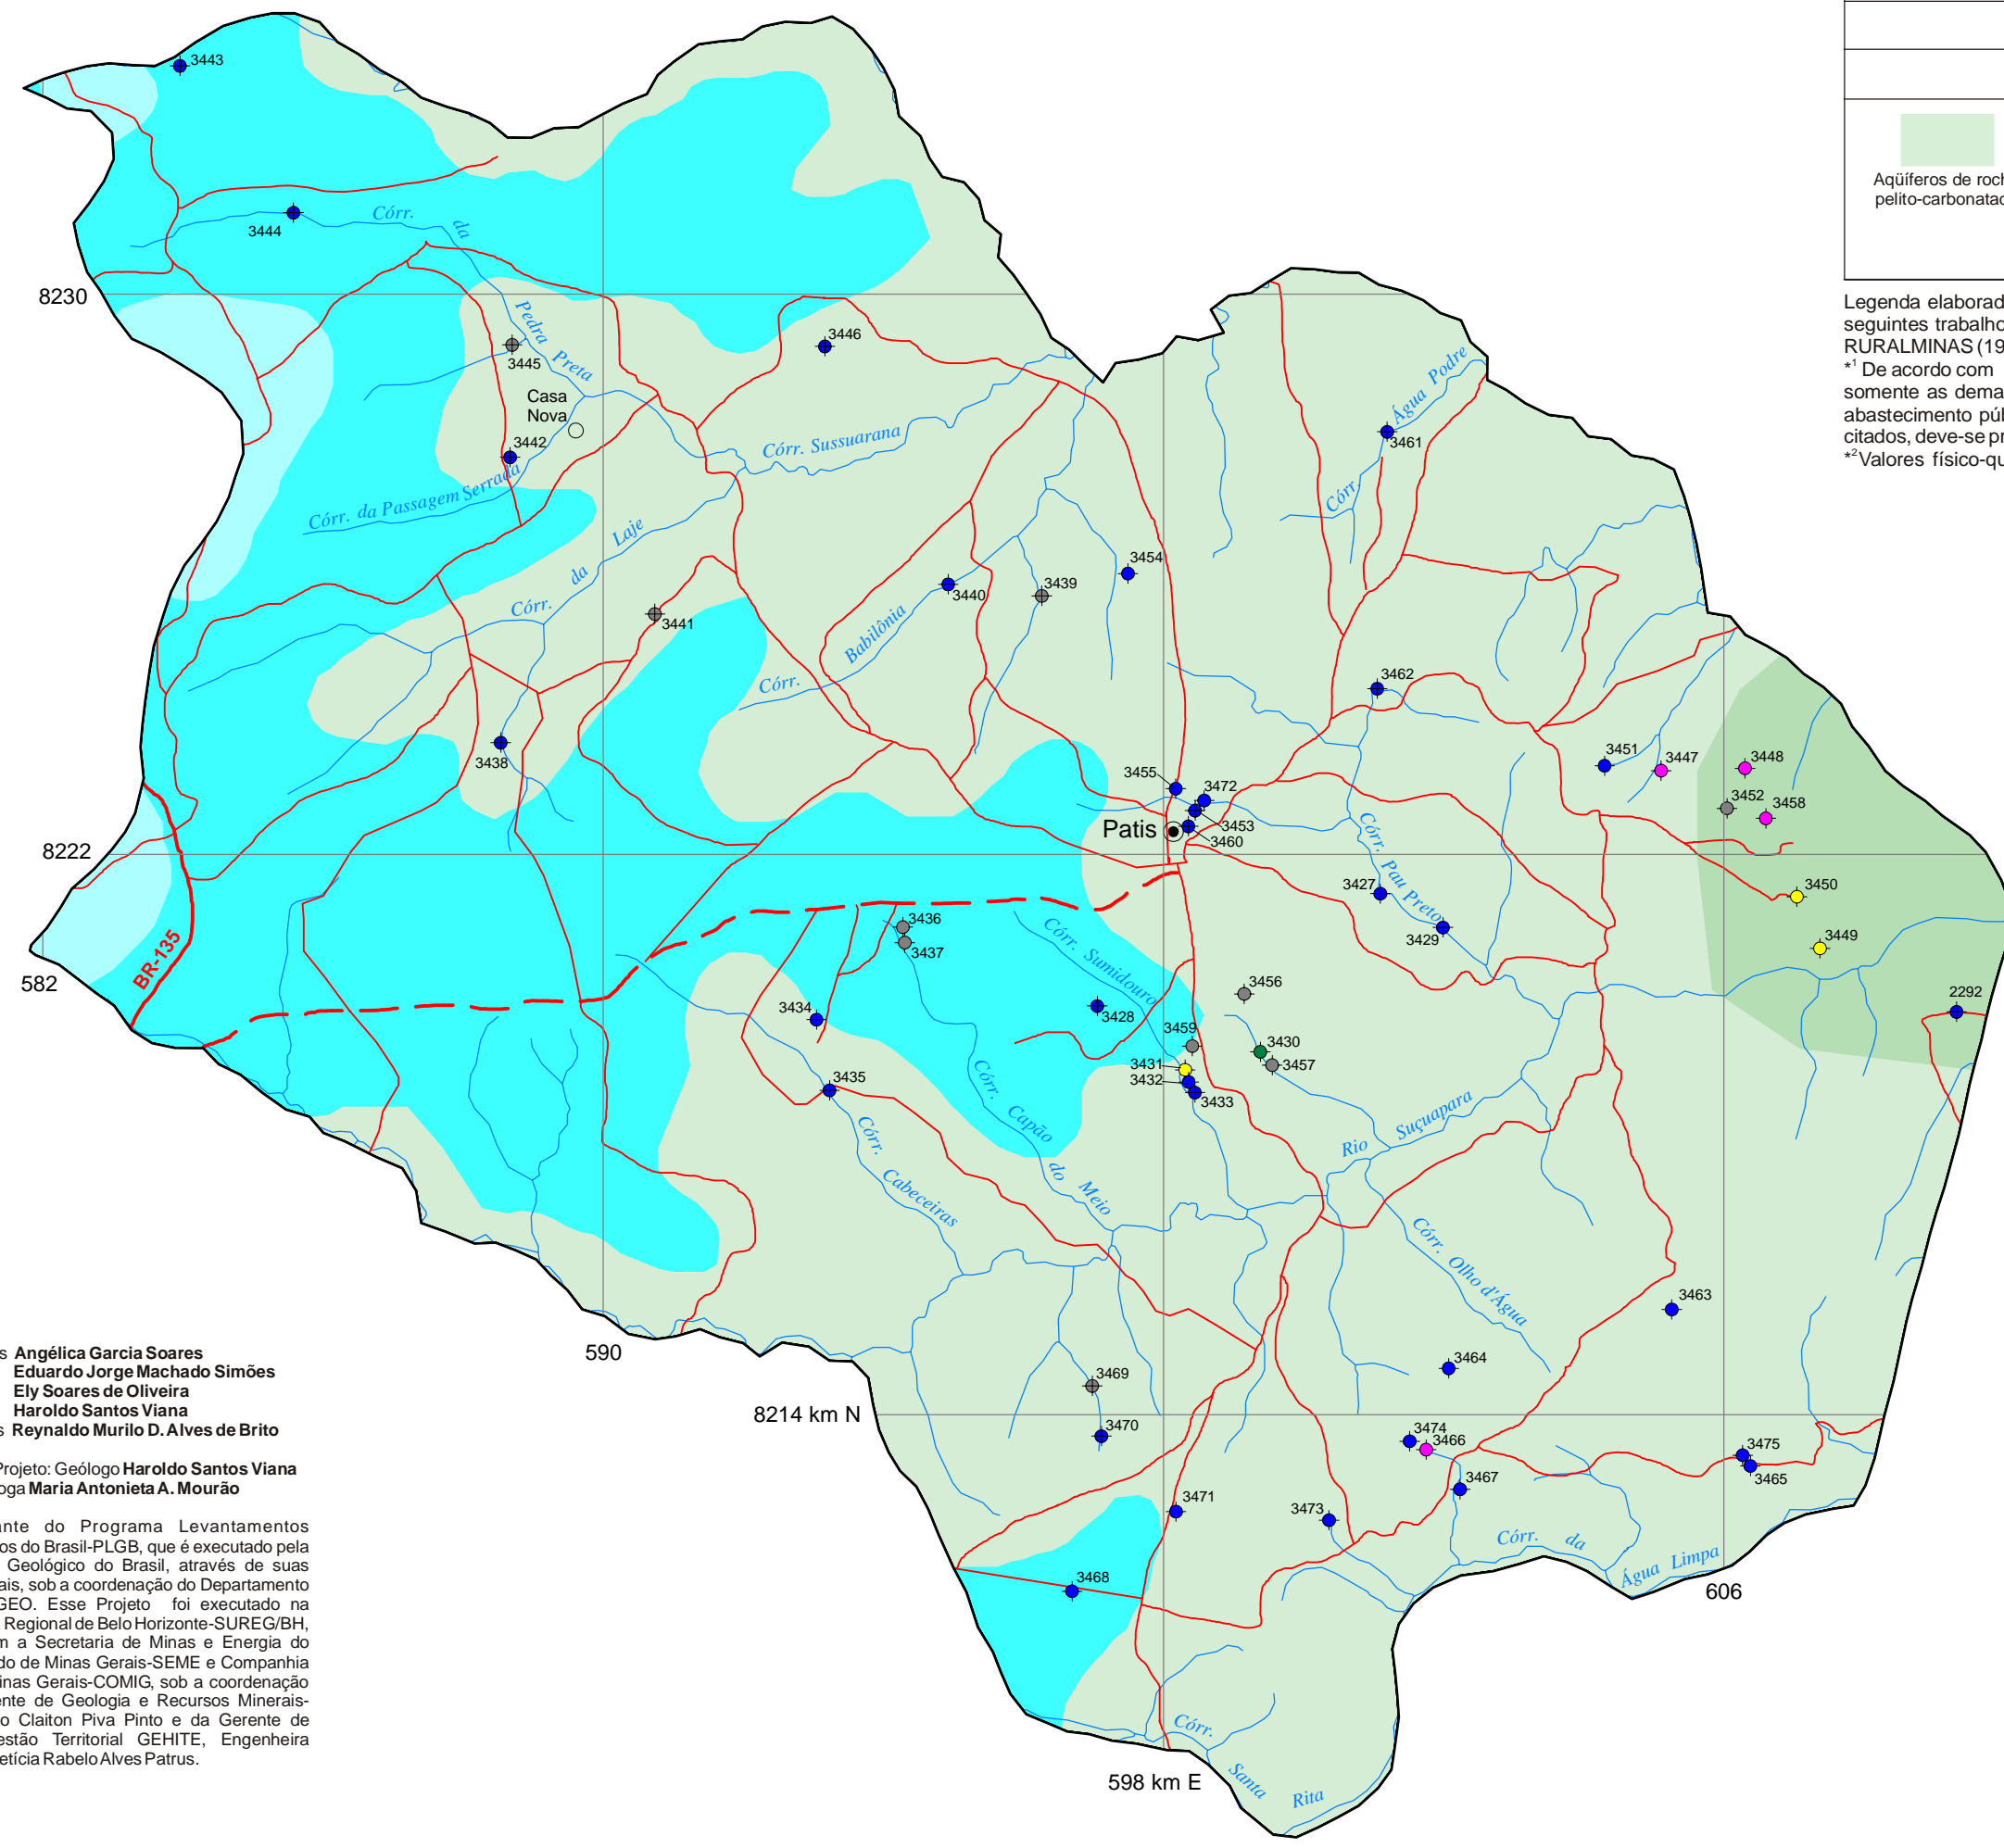 3443
3444
Córr. da
Pedra Preta
8230
3445
3446
Casa
Nova
3442
Córr. da Passagem Serrada
Córr. Sussuarana
Córr. da Laje
Água Podre
3461
Córr.
3454
3440
3439
3441
Babilônia
Córr.
3462
3438
3455
3472
3453
3460
Patis
3451
3447
3448
3452
3458
8222
Córr. Pau Preto
3427
3429
3450
3449
3436
3437
Córr. Sumidouro
BR-135
582
3456
2292
3434
3428
3459
3430
3457
3431
3432
3433
3435
Córr. Capão do Meio
Córr. Cabeceiras
Rio Suçuapara
Córr. Olho d'Água
3463
590
3464
3469
8214 km N
3470
3474
3466
3475
3465
3467
3471
3473
Córr. da Água Limpa
3468
606
598 km E
Córr. Santa Rita
Aqüíferos de roch
pelito-carbonatad
Legenda elaborad
seguintes trabalho
RURALMINAS (19
*1 De acordo com
somente as dema
abastecimento púb
citados, deve-se pr
*2 Valores físico-qu
s Angélica Garcia Soares
Eduardo Jorge Machado Simões
Ely Soares de Oliveira
Haroldo Santos Viana
s Reynaldo Murilo D. Alves de Brito
Projeto: Geólogo Haroldo Santos Viana
oga Maria Antonieta A. Mourão
ante do Programa Levantamentos
os do Brasil-PLGB, que é executado pela
Geológico do Brasil, através de suas
ais, sob a coordenação do Departamento
GEO. Esse Projeto foi executado na
Regional de Belo Horizonte-SUREG/BH,
m a Secretaria de Minas e Energia do
do de Minas Gerais-SEME e Companhia
inas Gerais-COMIG, sob a coordenação
ente de Geologia e Recursos Minerais-
o Claiton Piva Pinto e da Gerente de
estão Territorial GEHITE, Engenheira
etícia Rabelo Alves Patrus.